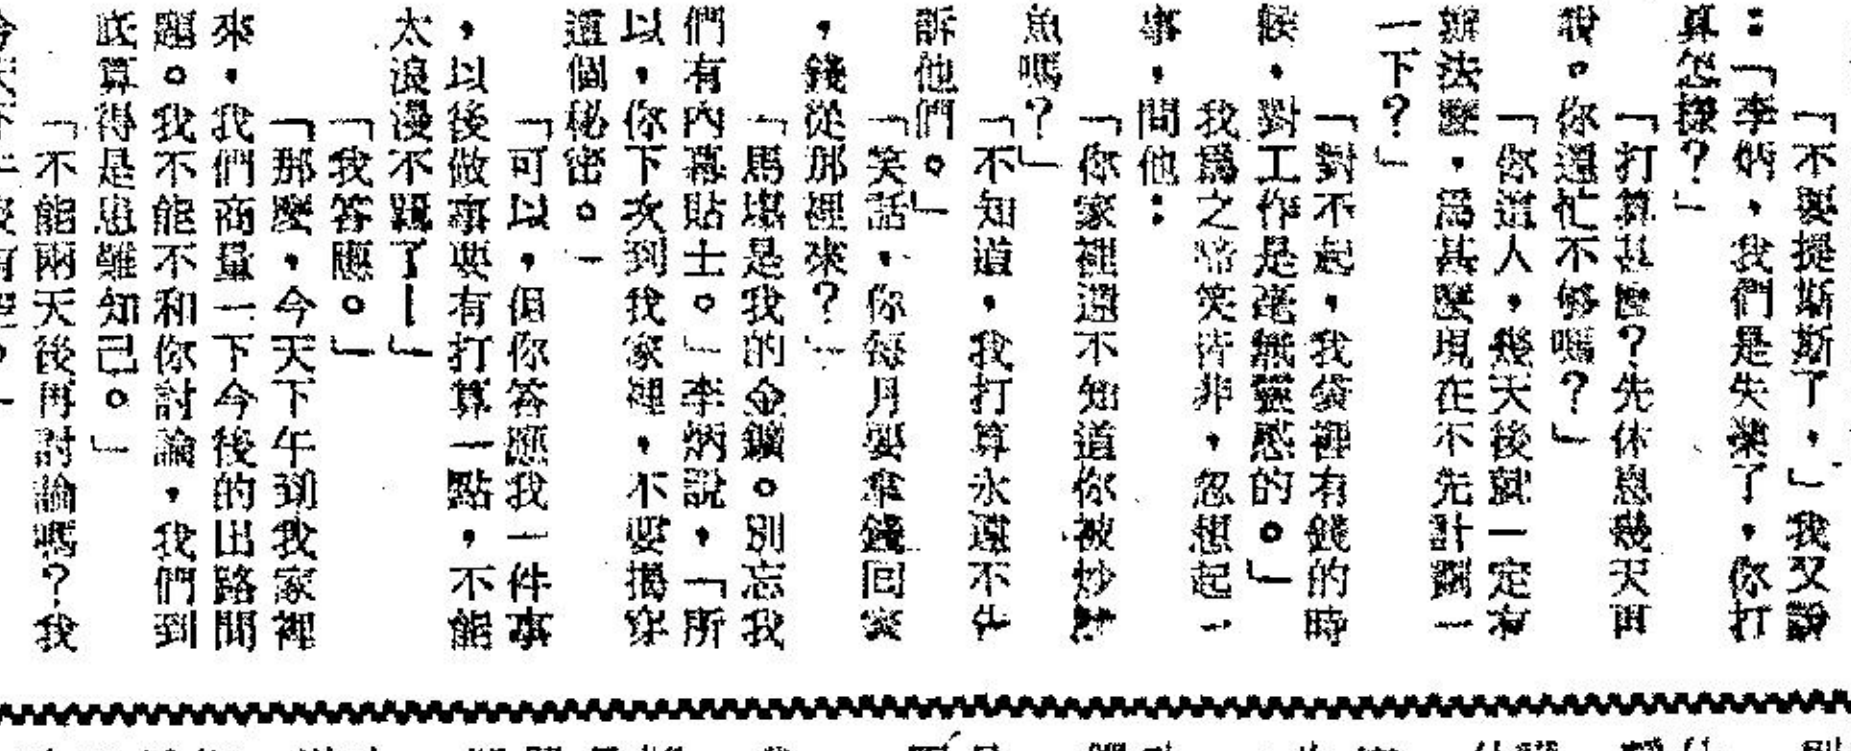 「不要提斯斯了，」我又說
：「李炳，我們是失業了，你打
真怎樣？」
「打算甚麼？先休息幾天再
說。你還忙不够嗎？」
「你這人，幾天後就一定有
辦法麼，爲甚麼現在不先計劃一
一下？」
「對不起，我袋裡有錢的時
候，對工作是毫無靈感的。」
我爲之啼笑皆非，忽想起一
事，問他：
「你家裡還不知道你被炒魷
魚嗎？」
「不知道，我打算永遠不告
訴他們。」
「笑話，你每月要拿錢回家
，錢從那裡來？」
「馬塲是我的金鑛。別忘我
們有內幕貼士。」李炳說，「所
以，你下次到我家裡，不要揭穿
這個秘密。」
「可以，但你答應我一件事
，以後做事要有打算一點，不能
太浪漫不覊了—」
「我答應。」
「那麼，今天下午到我家裡
來，我們商量一下今後的出路問
題。我不能不和你討論，我們到
底算得是患難知己。」
「不能兩天後再討論嗎？我
今天下午